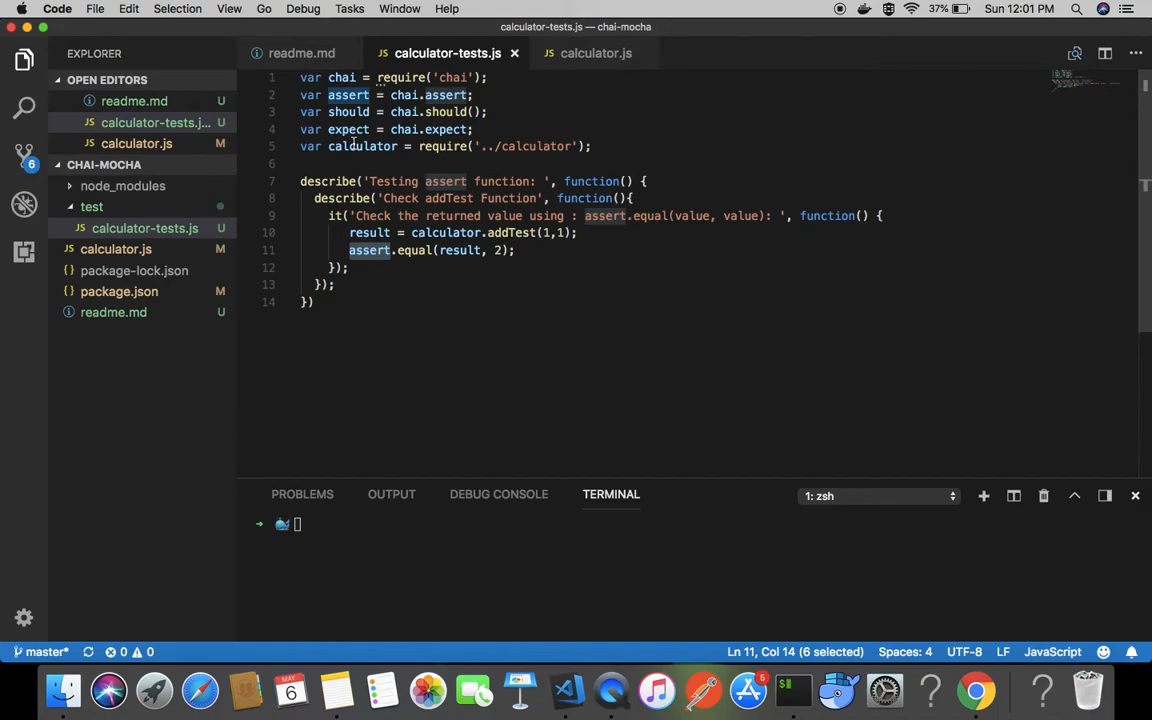 Code File Edit Selection View Go Debug Tasks Window Help 37% Sun 12:01 PM
calculator-tests.js — chai-mocha
EXPLORER
OPEN EDITORS
readme.md U
calculator-tests.j... U
JS calculator.js M
CHAI-MOCHA
node_modules
test
JS calculator-tests.js U
JS calculator.js M
package-lock.json
package.json M
readme.md U
6
readme.md JS calculator-tests.js × JS calculator.js
1 var chai = require('chai');
2 var assert = chai.assert;
3 var should = chai.should();
4 var expect = chai.expect;
5 var calculator = require('../calculator');
6
7 describe('Testing assert function: ', function() {
8 describe('Check addTest Function', function(){
9 it('Check the returned value using : assert.equal(value, value): ', function() {
10 result = calculator.addTest(1,1);
11 assert.equal(result, 2);
12 });
13 });
14 })
PROBLEMS OUTPUT DEBUG CONSOLE TERMINAL 1: zsh
master* 0 0 Ln 11, Col 14 (6 selected) Spaces: 4 UTF-8 LF JavaScript
MAY
6
5
$
? ?